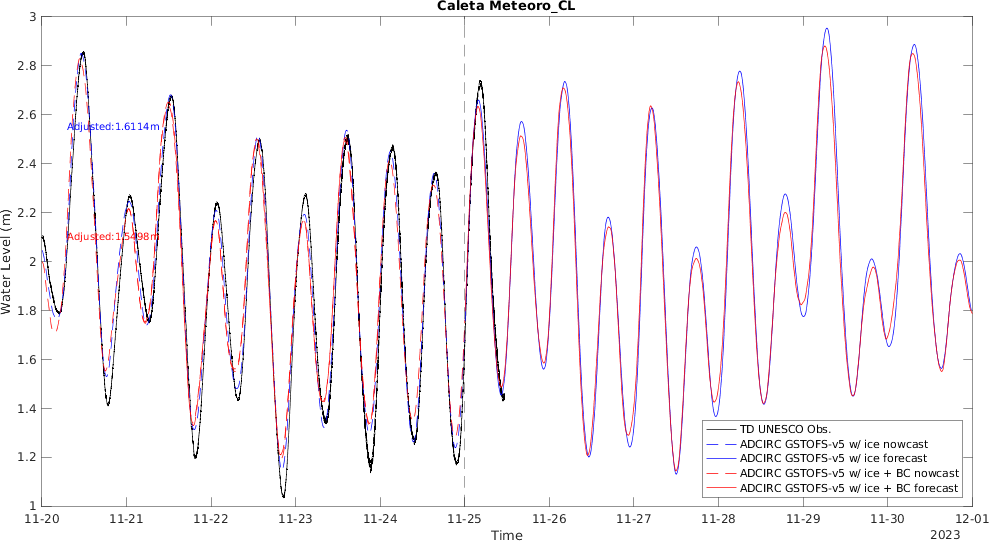 Caleta Meteoro_CL
3
2.8
2.6
2.4
2.2
2
1.8
1.6
1.4
1.2
1
Water Level (m)
Adjusted:1.6114m
Adjusted:1.5498m
TD UNESCO Obs.
ADCIRC GSTOFS-v5 w/ ice nowcast
ADCIRC GSTOFS-v5 w/ ice forecast
ADCIRC GSTOFS-v5 w/ ice + BC nowcast
ADCIRC GSTOFS-v5 w/ ice + BC forecast
11-20 11-21 11-22 11-23 11-24 11-25 11-26 11-27 11-28 11-29 11-30 12-01
Time
2023